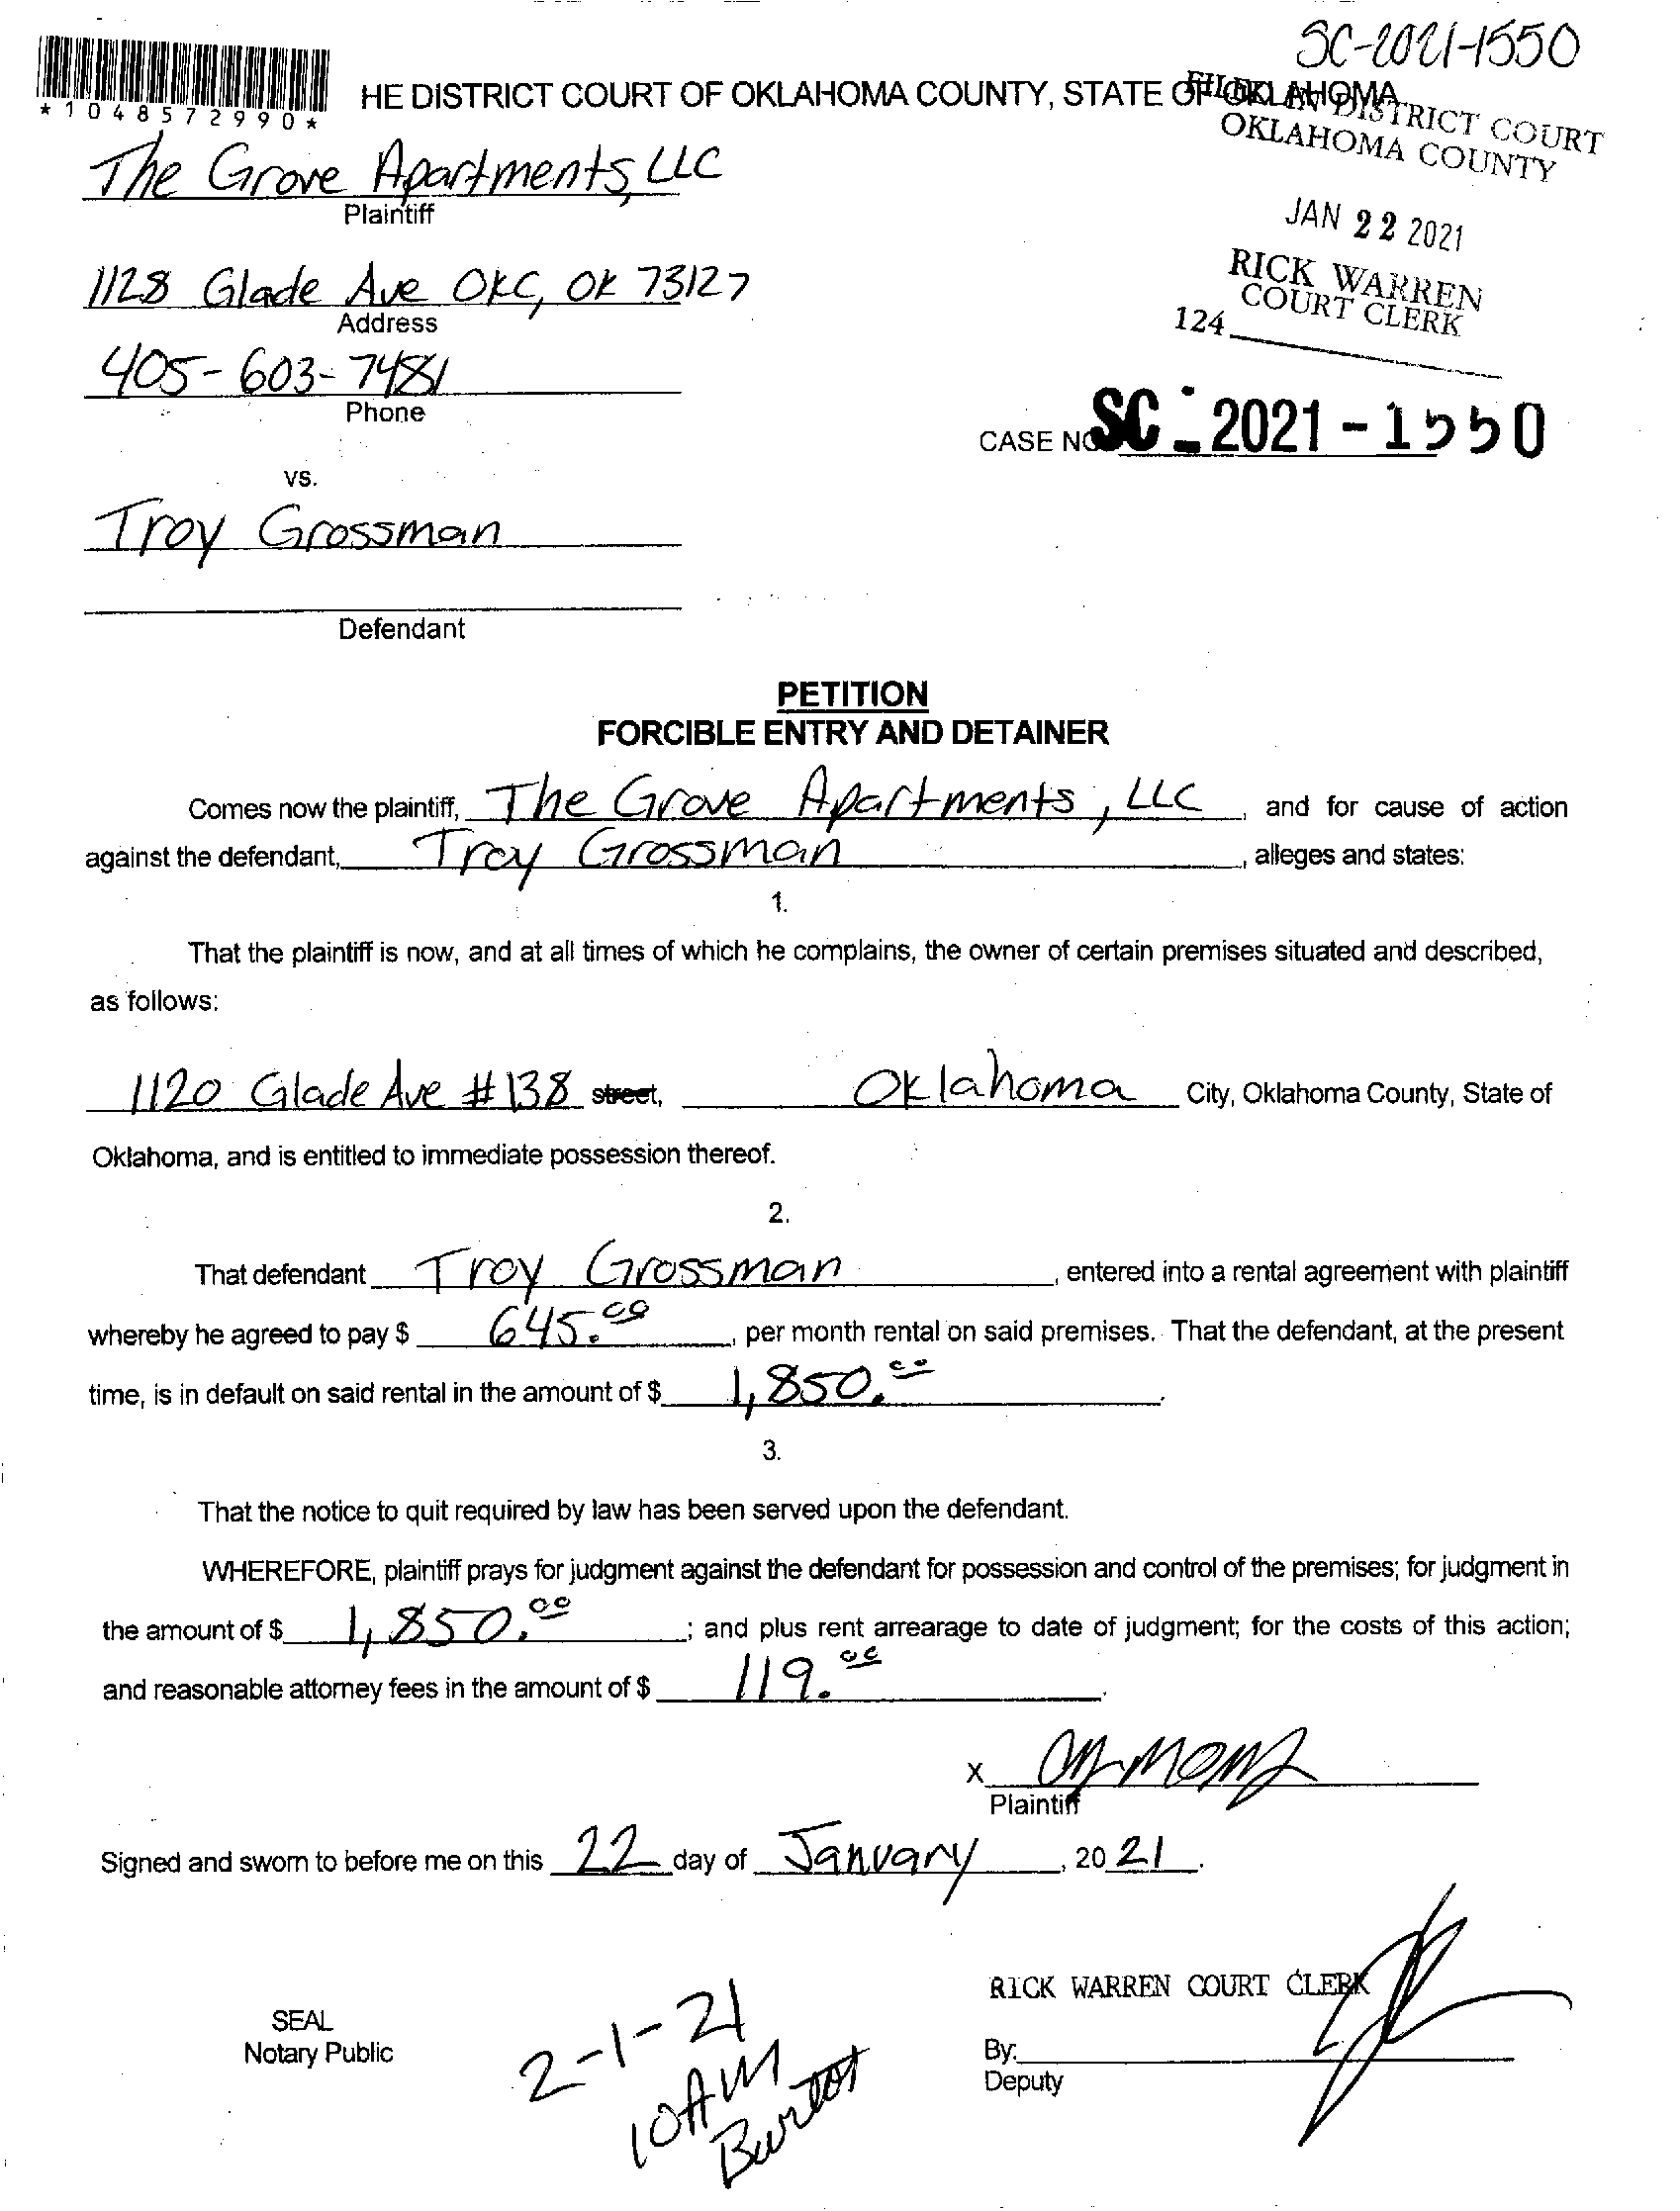 SC-2021-1550
*1048572990*
HE DISTRICT COURT OF OKLAHOMA COUNTY, STATE OF OKLAHOMA
FILED IN DISTRICT COURT
OKLAHOMA COUNTY
The Grove Apartments, LLC
Plaintiff
JAN 22 2021
RICK WARREN
COURT CLERK
124
1128 Glade Ave OKC, OK 73127
Address
405-603-7481
Phone
CASE NO SC-2021-1550
vs.
Troy Grossman
Defendant
PETITION
FORCIBLE ENTRY AND DETAINER
Comes now the plaintiff, The Grove Apartments, LLC, and for cause of action
against the defendant, Troy Grossman, alleges and states:
1.
That the plaintiff is now, and at all times of which he complains, the owner of certain premises situated and described,
as follows:
1120 Glade Ave #138 street, Oklahoma City, Oklahoma County, State of
Oklahoma, and is entitled to immediate possession thereof.
2.
That defendant Troy Grossman, entered into a rental agreement with plaintiff
whereby he agreed to pay $ 645.00, per month rental on said premises. That the defendant, at the present
time, is in default on said rental in the amount of $ 1,850.00.
3.
That the notice to quit required by law has been served upon the defendant.
WHEREFORE, plaintiff prays for judgment against the defendant for possession and control of the premises; for judgment in
the amount of $ 1,850.00; and plus rent arrearage to date of judgment; for the costs of this action;
and reasonable attorney fees in the amount of $ 119.00.
X
Plaintiff
Signed and sworn to before me on this 22 day of January, 2021.
RICK WARREN COURT CLERK
SEAL
Notary Public
By:
Deputy
2-1-21
10AM